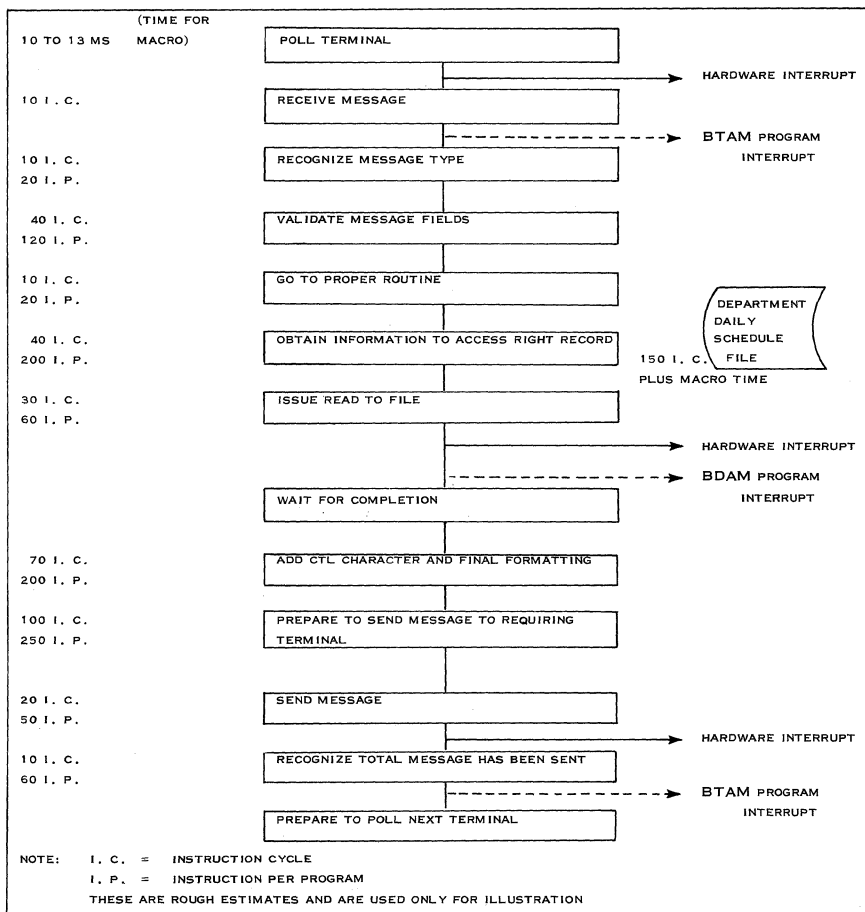 (TIME FOR
10 TO 13 MS MACRO) POLL TERMINAL
HARDWARE INTERRUPT
10 I. C. RECEIVE MESSAGE
BTAM PROGRAM
INTERRUPT
10 I. C. RECOGNIZE MESSAGE TYPE
20 I. P.
40 I. C. VALIDATE MESSAGE FIELDS
120 I. P.
10 I. C. GO TO PROPER ROUTINE
20 I. P.
DEPARTMENT
DAILY
SCHEDULE
FILE
40 I. C. OBTAIN INFORMATION TO ACCESS RIGHT RECORD
200 I. P.
150 I. C.
PLUS MACRO TIME
30 I. C. ISSUE READ TO FILE
60 I. P.
HARDWARE INTERRUPT
BDAM PROGRAM
INTERRUPT
WAIT FOR COMPLETION
70 I. C. ADD CTL CHARACTER AND FINAL FORMATTING
200 I. P.
100 I. C. PREPARE TO SEND MESSAGE TO REQUIRING
250 I. P. TERMINAL
20 I. C. SEND MESSAGE
50 I. P.
HARDWARE INTERRUPT
10 I. C. RECOGNIZE TOTAL MESSAGE HAS BEEN SENT
60 I. P.
BTAM PROGRAM
INTERRUPT
PREPARE TO POLL NEXT TERMINAL
NOTE: I. C. = INSTRUCTION CYCLE
I. P. = INSTRUCTION PER PROGRAM
THESE ARE ROUGH ESTIMATES AND ARE USED ONLY FOR ILLUSTRATION